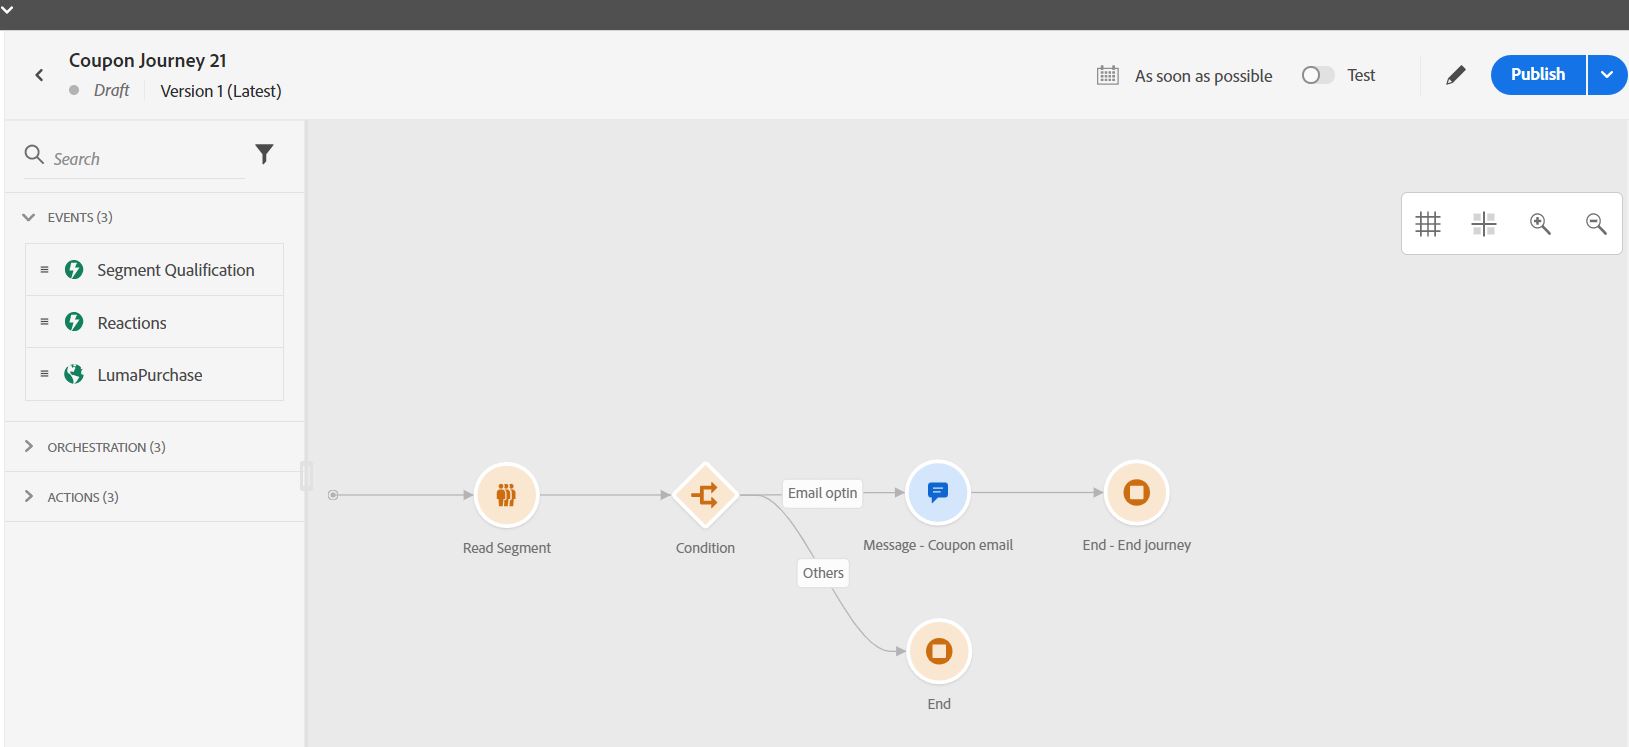 Coupon Journey 21
Draft
Version 1 (Latest)
As soon as possible
Test
Publish
Search
EVENTS (3)
Segment Qualification
Reactions
LumaPurchase
ORCHESTRATION (3)
ACTIONS (3)
Email optin
Read Segment
Condition
Message - Coupon email
End - End journey
Others
End